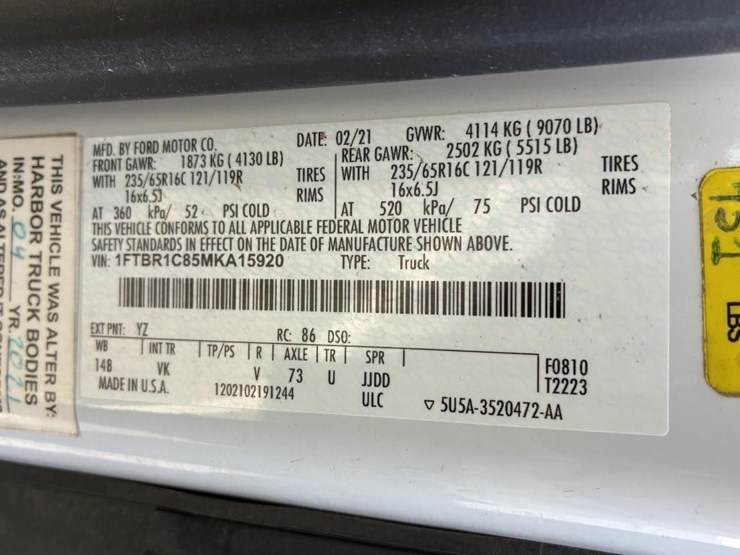 MFD. BY FORD MOTOR CO. DATE: 02/21 GVWR: 4114 KG ( 9070 LB)
FRONT GAWR: 1873 KG ( 4130 LB) REAR GAWR: 2502 KG ( 5515 LB)
WITH 235/65R16C 121/119R TIRES WITH 235/65R16C 121/119R TIRES
16x6.5J RIMS 16x6.5J RIMS
AT 360 kPa/ 52 PSI COLD AT 520 kPa/ 75 PSI COLD
THIS VEHICLE CONFORMS TO ALL APPLICABLE FEDERAL MOTOR VEHICLE
SAFETY STANDARDS IN EFFECT ON THE DATE OF MANUFACTURE SHOWN ABOVE.
VIN: 1FTBR1C85MKA15920 TYPE: Truck
EXT PNT: YZ RC: 86 DSO:
WB INT TR TP/PS R AXLE TR SPR
148 VK V 73 U JJDD
F0810
T2223
MADE IN U.S.A. 1202102191244 ULC ▽ 5U5A-3520472-AA
THIS VEHICLE WAS ALTER BY:
HARBOR TRUCK BODIES
IN:MO. 04 YR. 2021
AND AS ALTERED IT
LBS